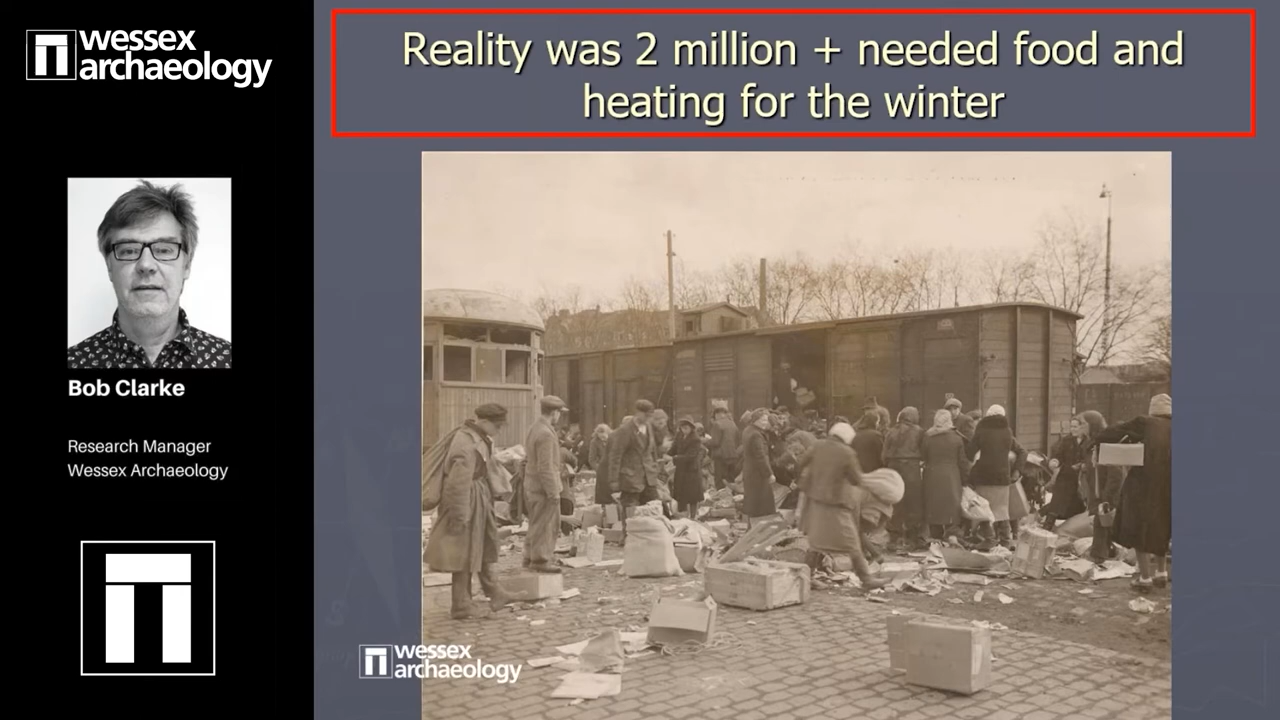 wessex
archaeology
Reality was 2 million + needed food and
heating for the winter
Bob Clarke
Research Manager
Wessex Archaeology
wessex
archaeology